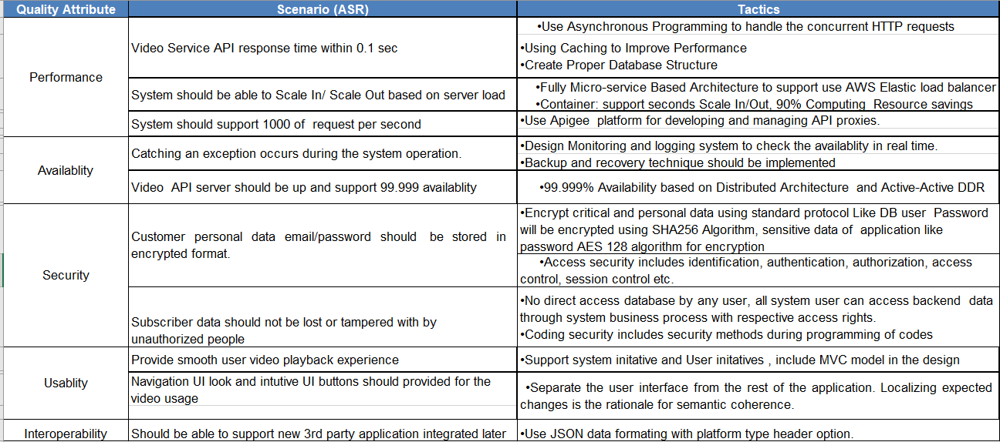 Quality Attribute
Scenario (ASR)
Tactics
Performance
Video Service API response time within 0.1 sec
•Use Asynchronous Programming to handle the concurrent HTTP requests
•Using Caching to Improve Performance
•Create Proper Database Structure
System should be able to Scale In/ Scale Out based on server load
•Fully Micro-service Based Architecture to support use AWS Elastic load balancer
•Container: support seconds Scale In/Out, 90% Computing Resource savings
System should support 1000 of request per second
•Use Apigee platform for developing and managing API proxies.
Availablity
Catching an exception occurs during the system operation.
•Design Monitoring and logging system to check the availablity in real time.
•Backup and recovery technique should be implemented
Video API server should be up and support 99.999 availablity
•99.999% Availability based on Distributed Architecture and Active-Active DDR
Security
Customer personal data email/password should be stored in
encrypted format.
•Encrypt critical and personal data using standard protocol Like DB user Password
will be encrypted using SHA256 Algorithm, sensitive data of application like
password AES 128 algorithm for encryption
•Access security includes identification, authentication, authorization, access
control, session control etc.
Subscriber data should not be lost or tampered with by
unauthorized people
•No direct access database by any user, all system user can access backend data
through system business process with respective access rights.
•Coding security includes security methods during programming of codes
Usablity
Provide smooth user video playback experience
•Support system initative and User initatives , include MVC model in the design
Navigation UI look and intutive UI buttons should provided for the
video usage
•Separate the user interface from the rest of the application. Localizing expected
changes is the rationale for semantic coherence.
Interoperability
Should be able to support new 3rd party application integrated later
•Use JSON data formating with platform type header option.